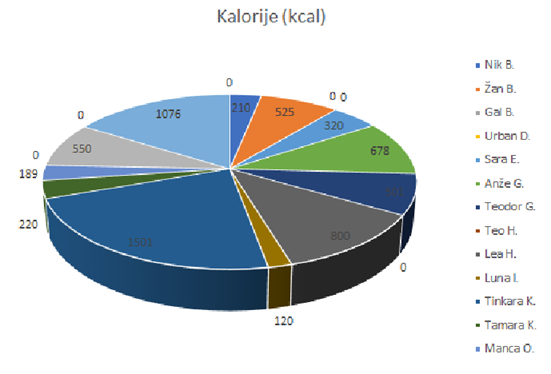 Kalorije (kcal)
0
210
525
0
0
320
678
0
800
120
1501
220
189
0
550
0
1076
Nik B.
Žan B.
Gal B.
Urban D.
Sara E.
Anže G.
Teodor G.
Teo H.
Lea H.
Luna I.
Tinkara K.
Tamara K.
Manca O.